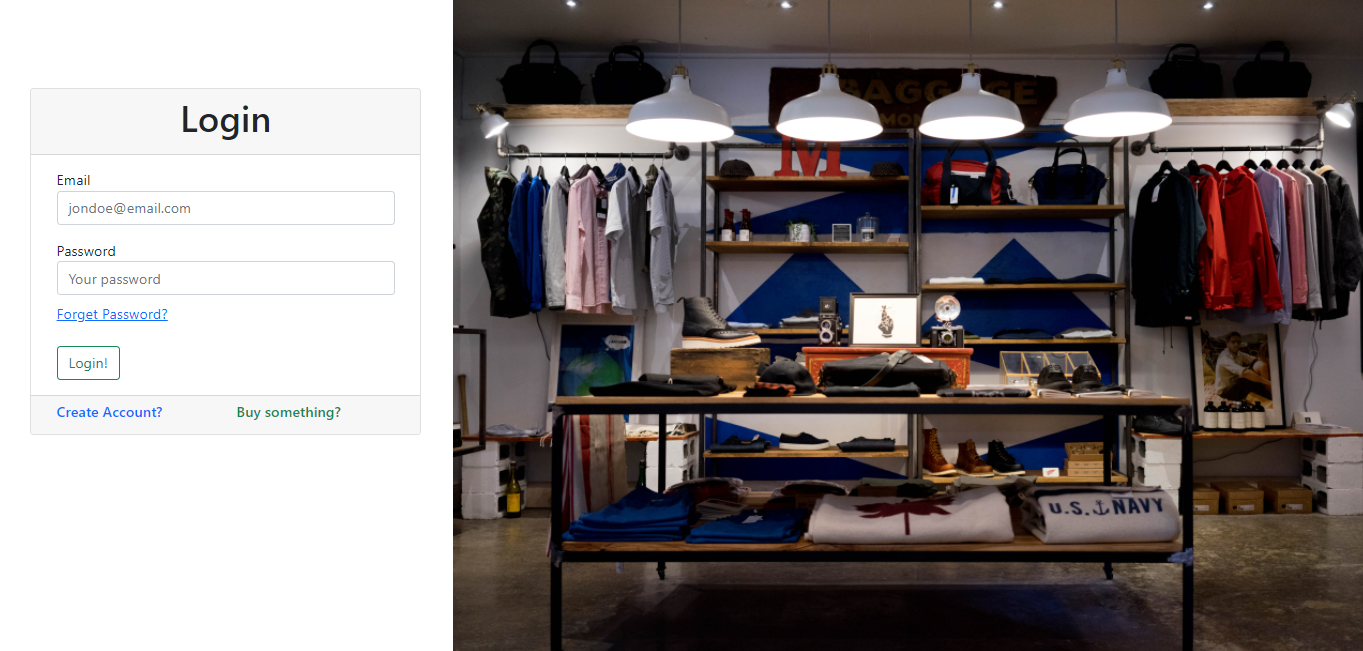 Login
Email
jondoe@email.com
Password
Your password
Forget Password?
Login!
Create Account?
Buy something?
BAGGAGE
M
U.S. NAVY